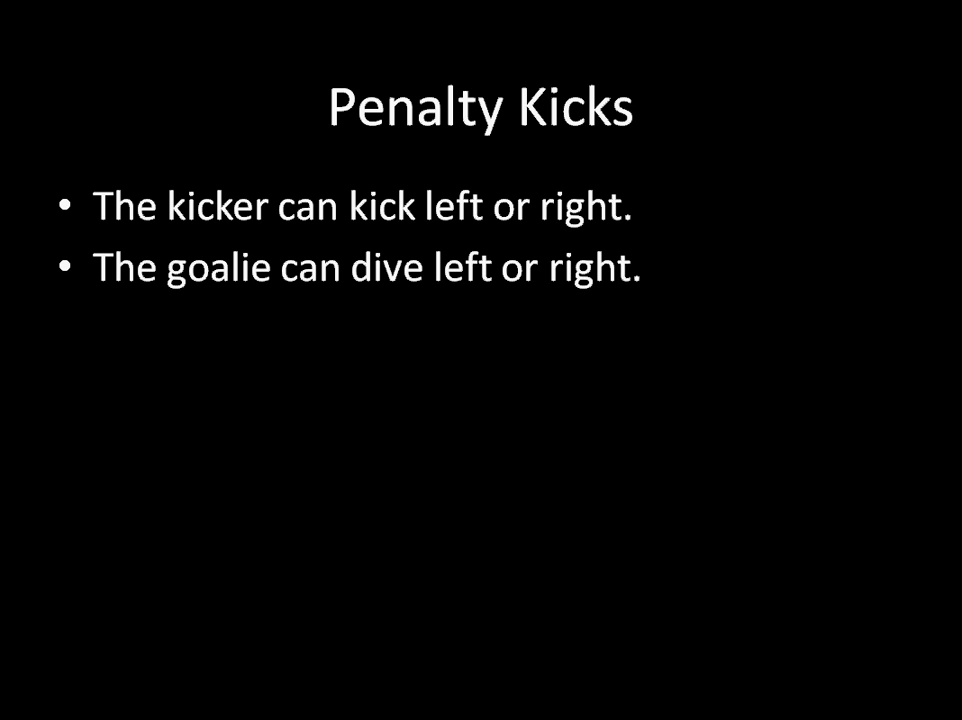 Penalty Kicks
• The kicker can kick left or right.
• The goalie can dive left or right.